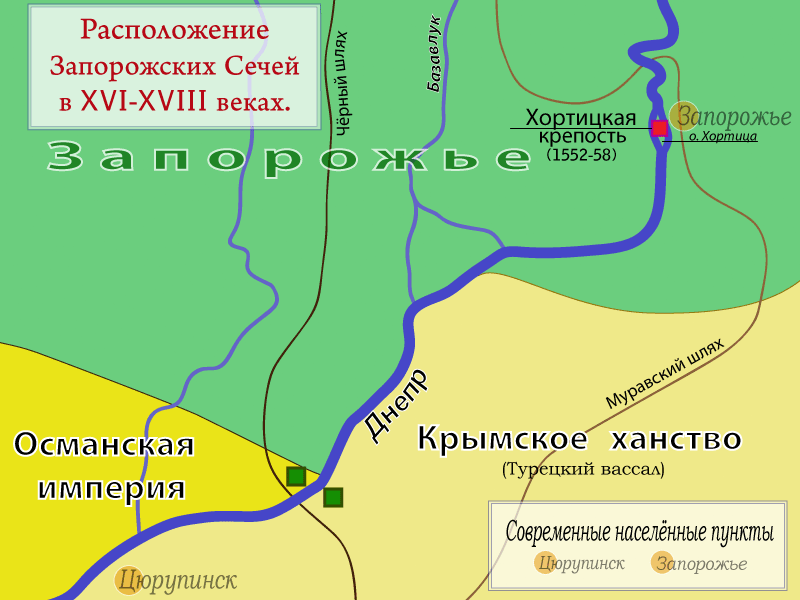 Расположение
Запорожских Сечей
в XVI-XVIII веках.
Чёрный шлях
Базавлук
Запорожье
Хортицкая
крепость
(1552-58)
Запорожье
о. Хортица
Муравский шлях
Днепр
Османская
империя
Крымское ханство
(Турецкий вассал)
Цюрупинск
Современные населённые пункты
Цюрупинск Запорожье